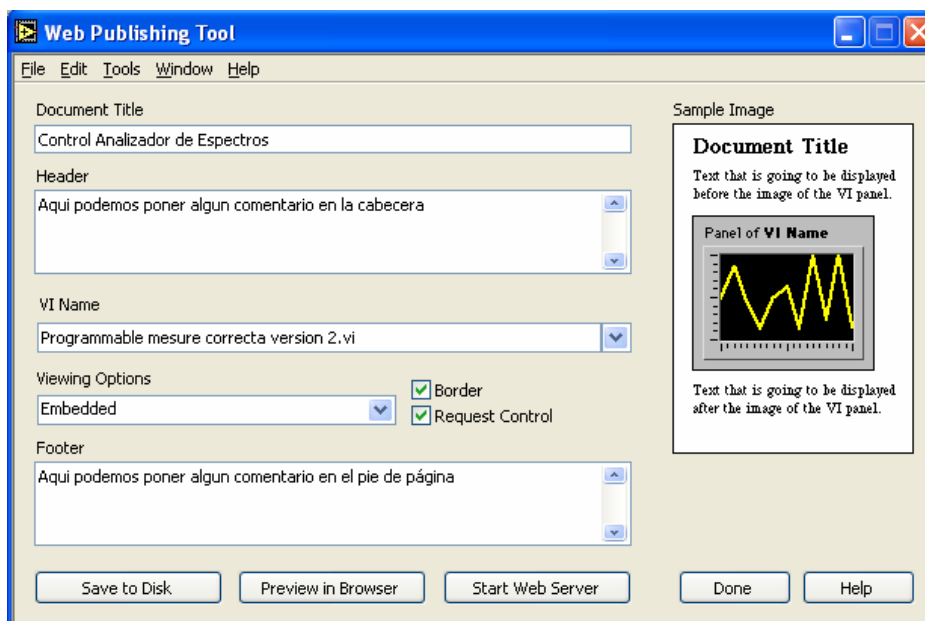 Web Publishing Tool
File Edit Tools Window Help
Document Title
Control Analizador de Espectros
Header
Aqui podemos poner algun comentario en la cabecera
VI Name
Programmable mesure correcta version 2.vi
Viewing Options
Embedded
Border
Request Control
Footer
Aqui podemos poner algun comentario en el pie de página
Save to Disk
Preview in Browser
Start Web Server
Done
Help
Sample Image
Document Title
Text that is going to be displayed
before the image of the VI panel.
Panel of VI Name
Text that is going to be displayed
after the image of the VI panel.